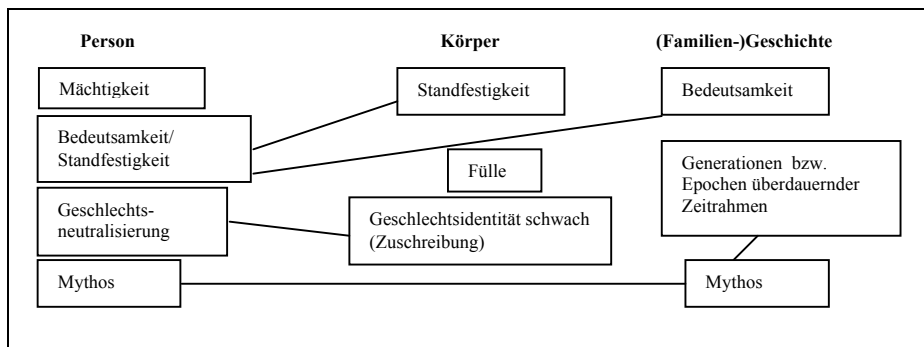 Person
Körper
(Familien-)Geschichte
Mächtigkeit
Standfestigkeit
Bedeutsamkeit
Bedeutsamkeit/
Standfestigkeit
Fülle
Generationen bzw.
Epochen überdauernder
Zeitrahmen
Geschlechts-
neutralisierung
Geschlechtsidentität schwach
(Zuschreibung)
Mythos
Mythos